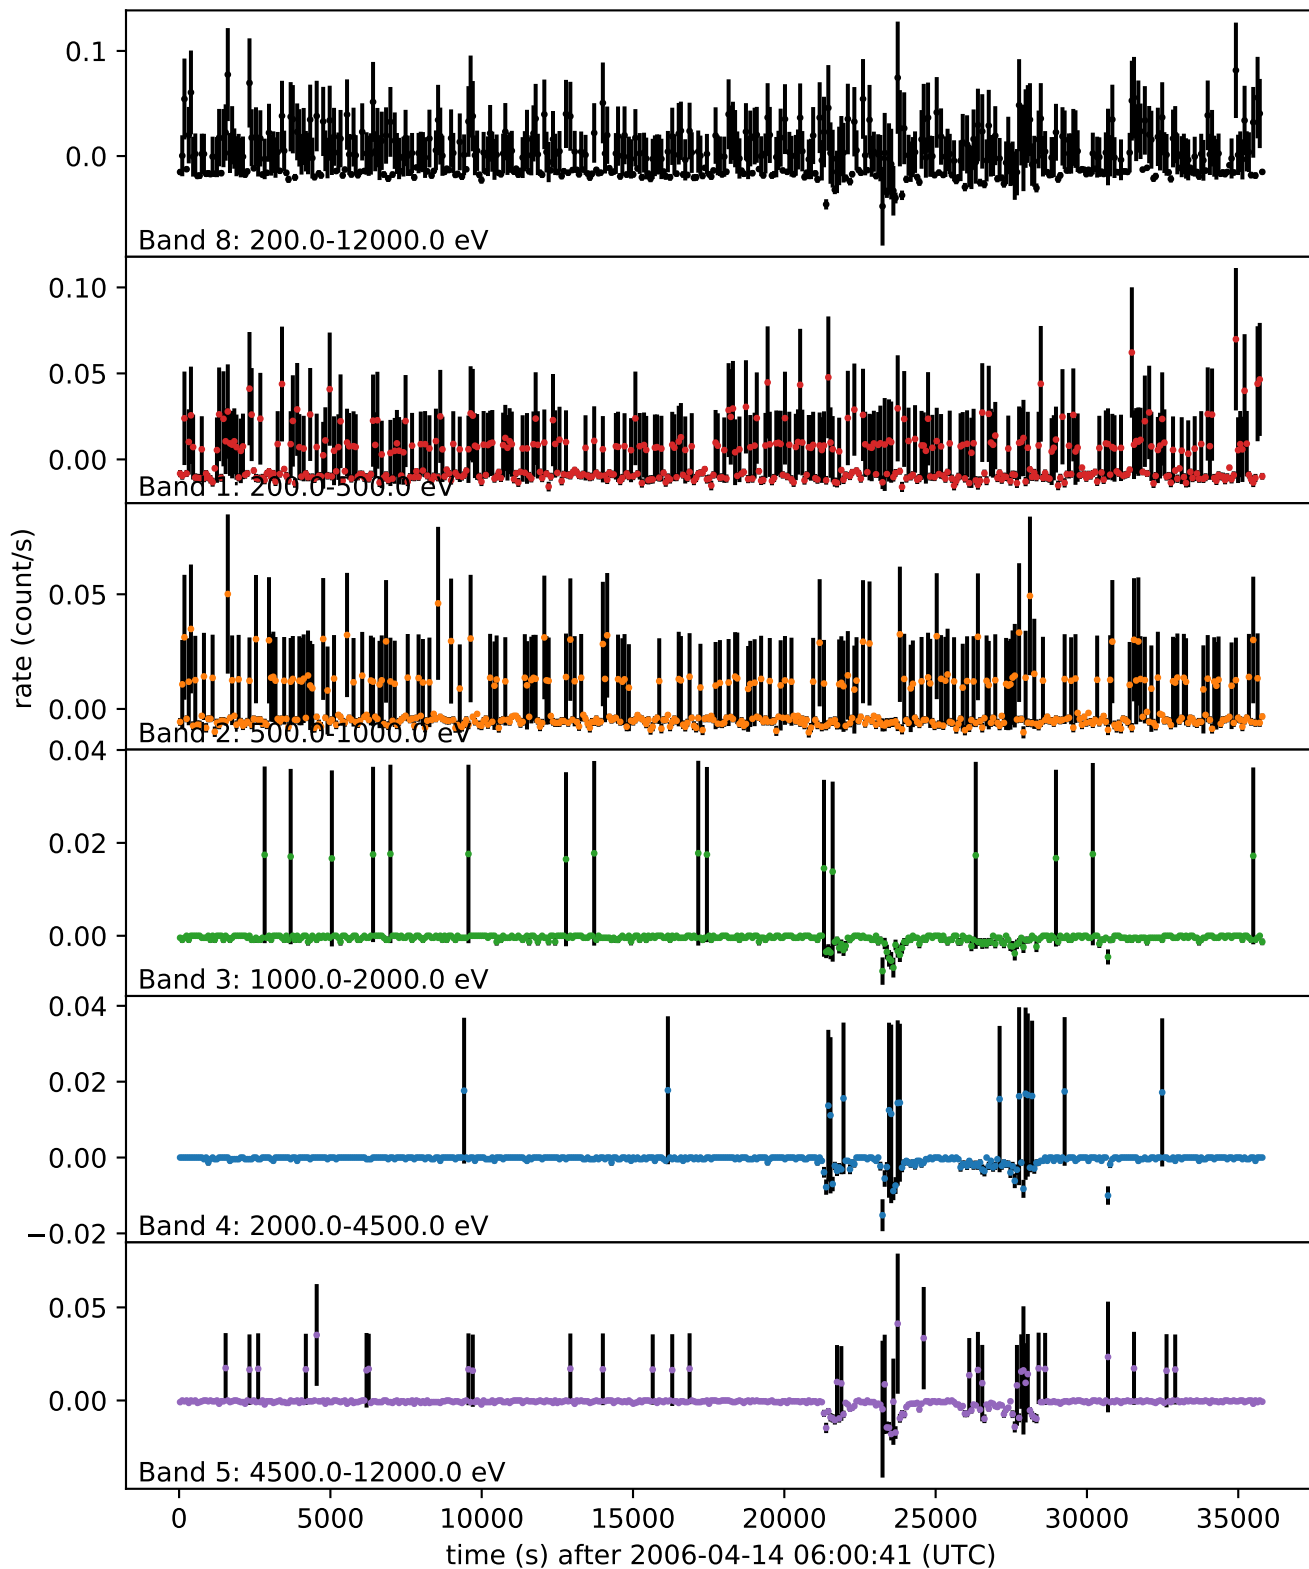 0.1
0.0
Band 8: 200.0-12000.0 eV
0.10
0.05
0.00
Band 1: 200.0-500.0 eV
rate (count/s)
0.05
0.00
Band 2: 500.0-1000.0 eV
0.04
0.02
0.00
Band 3: 1000.0-2000.0 eV
0.04
0.02
0.00
−0.02
Band 4: 2000.0-4500.0 eV
0.05
0.00
Band 5: 4500.0-12000.0 eV
0 5000 10000 15000 20000 25000 30000 35000
time (s) after 2006-04-14 06:00:41 (UTC)